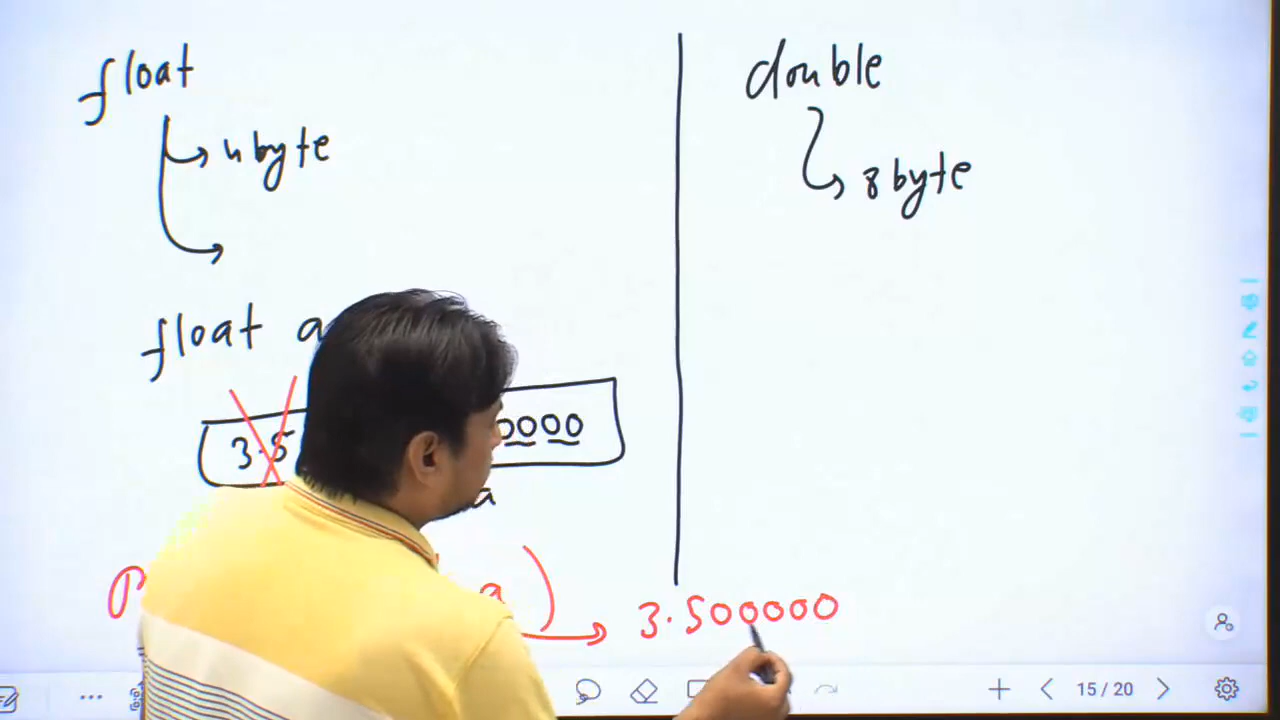 float
4 byte
float a
3.5
0000
a
a )
3.500000
double
8 byte
15 / 20